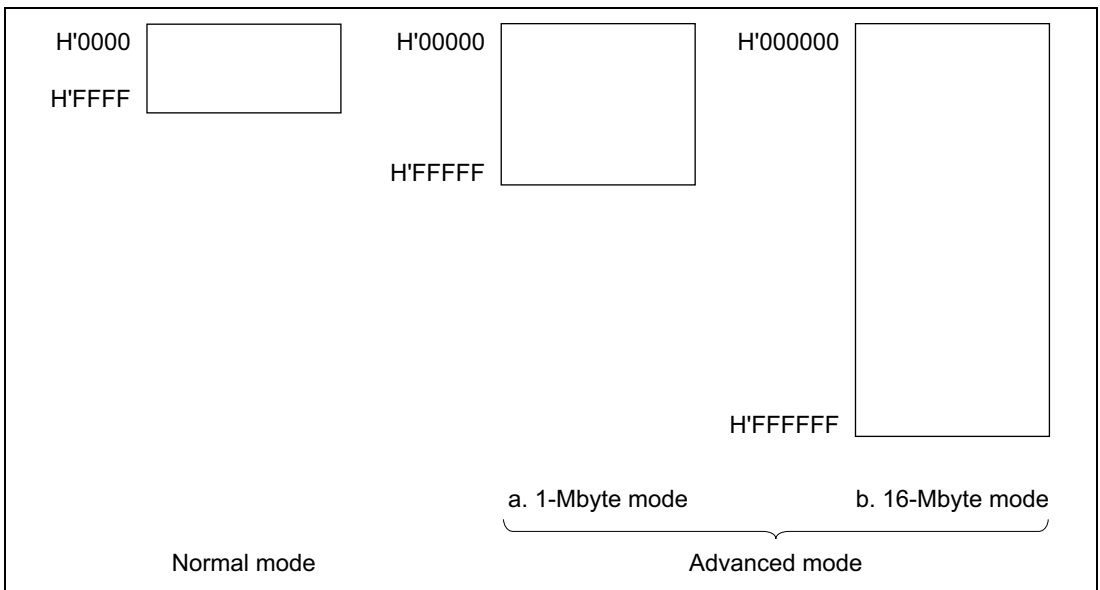 H'0000
H'FFFF
H'00000
H'FFFFF
H'000000
H'FFFFFF
a. 1-Mbyte mode
b. 16-Mbyte mode
Normal mode
Advanced mode